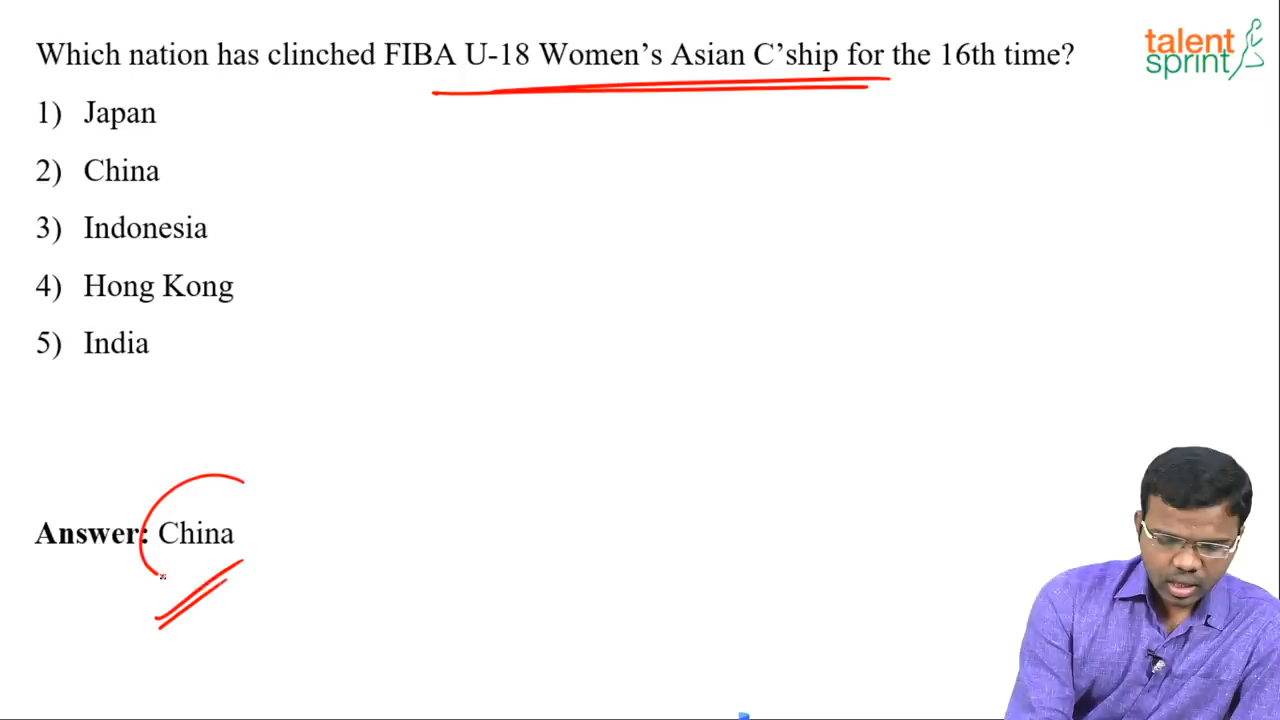 Which nation has clinched FIBA U-18 Women’s Asian C’ship for the 16th time?
talent
sprint
1) Japan
2) China
3) Indonesia
4) Hong Kong
5) India
Answer: China